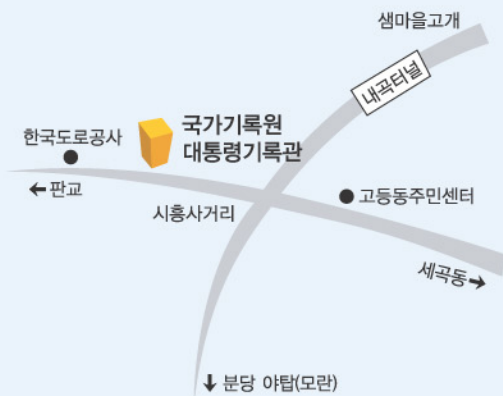 샘마을고개
내곡터널
국가기록원
대통령기록관
한국도로공사
← 판교
시흥사거리
고등동주민센터
세곡동 →
↓ 분당 야탑(모란)